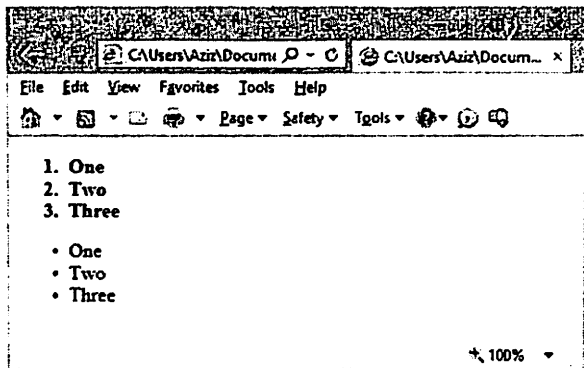 C:\Users\Aziz\Docume C:\Users\Aziz\Docum... ×
File Edit View Favorites Tools Help
Page Safety Tools
1. One
2. Two
3. Three
• One
• Two
• Three
100%